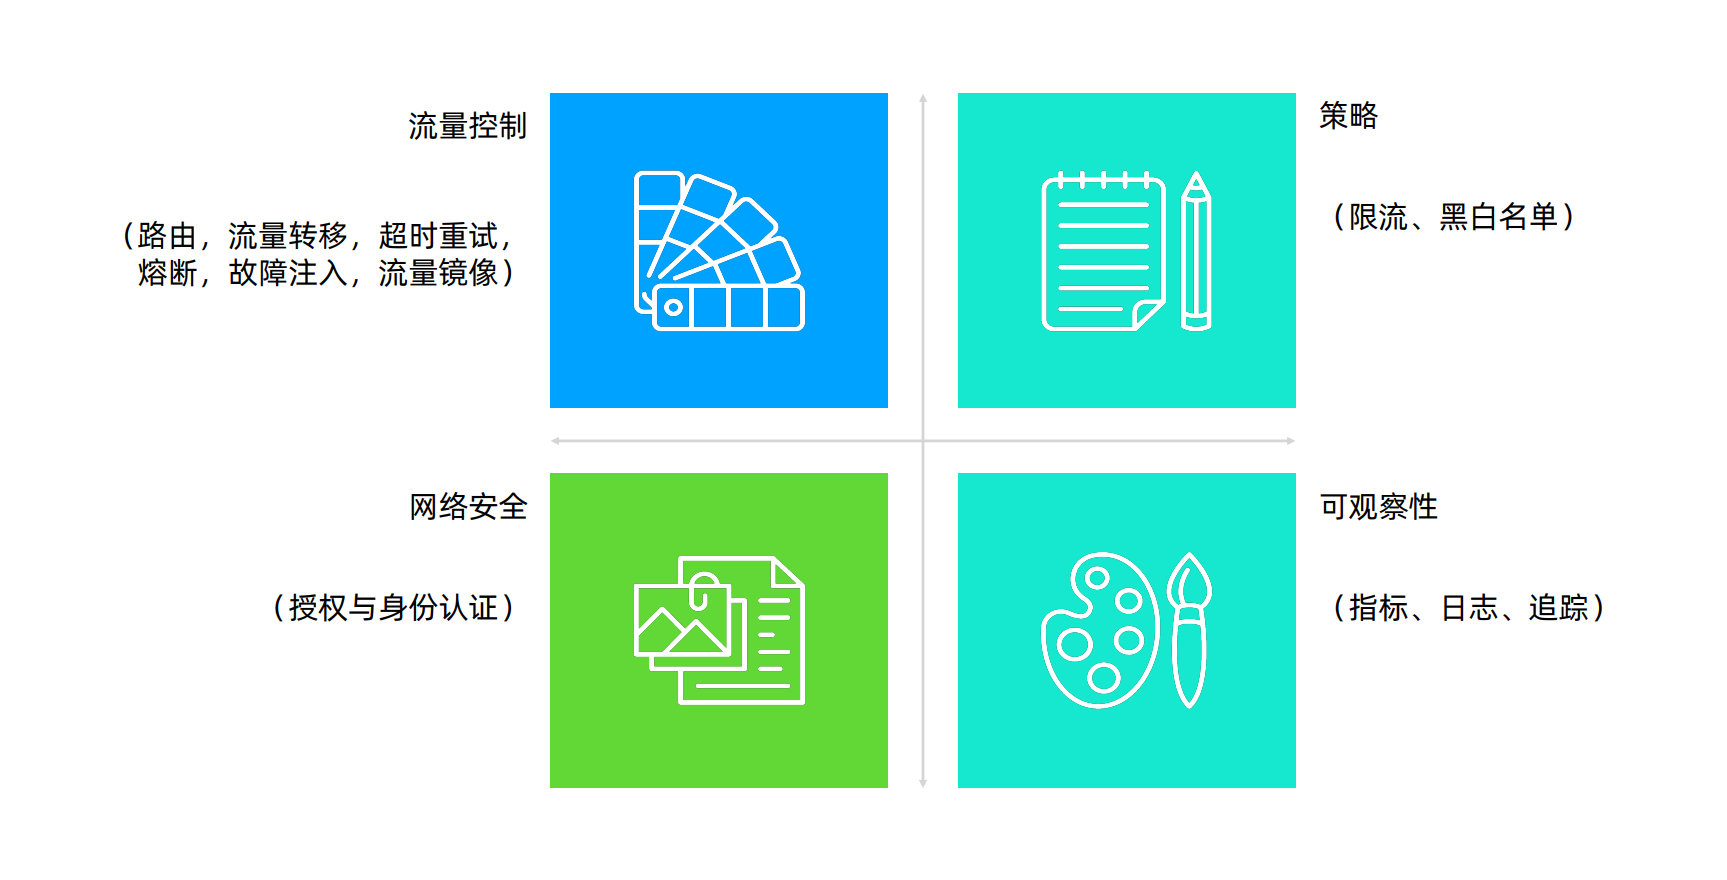 流量控制
（路由，流量转移，超时重试，
熔断，故障注入，流量镜像）
策略
（限流、黑白名单）
网络安全
（授权与身份认证）
可观察性
（指标、日志、追踪）